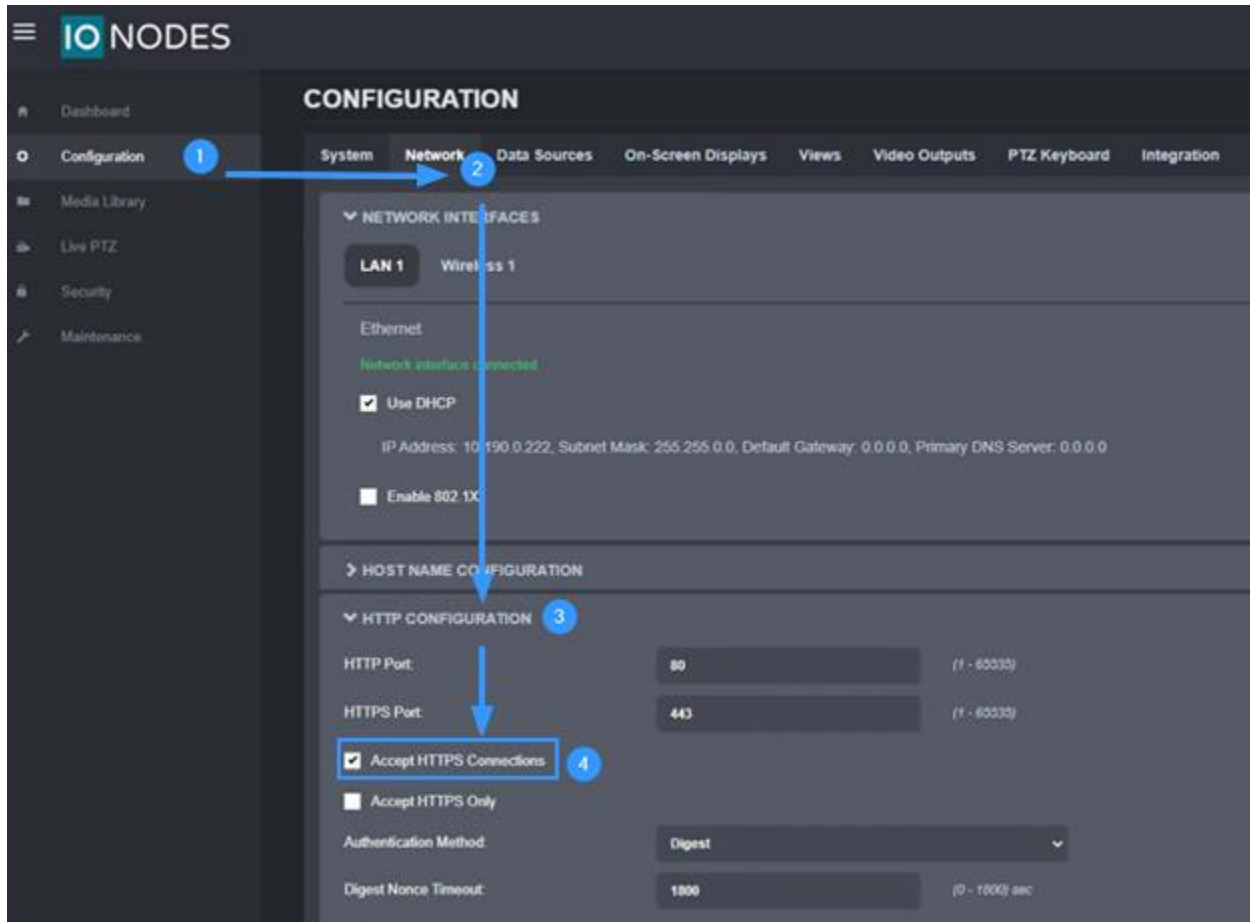 IO NODES
CONFIGURATION
Dashboard
Configuration
1
Media Library
Live PTZ
Security
Maintenance
System Network Data Sources On-Screen Displays Views Video Outputs PTZ Keyboard Integration
2
NETWORK INTERFACES
LAN 1 Wireless 1
Ethernet
Network interface connected
Use DHCP
IP Address: 10.190.0.222, Subnet Mask: 255.255.0.0, Default Gateway: 0.0.0.0, Primary DNS Server: 0.0.0.0
Enable 802.1X
HOST NAME CONFIGURATION
HTTP CONFIGURATION 3
HTTP Port: 80 (1 - 65535)
HTTPS Port: 443 (1 - 65535)
Accept HTTPS Connections 4
Accept HTTPS Only
Authentication Method: Digest
Digest Nonce Timeout: 1800 (0 - 1800) sec